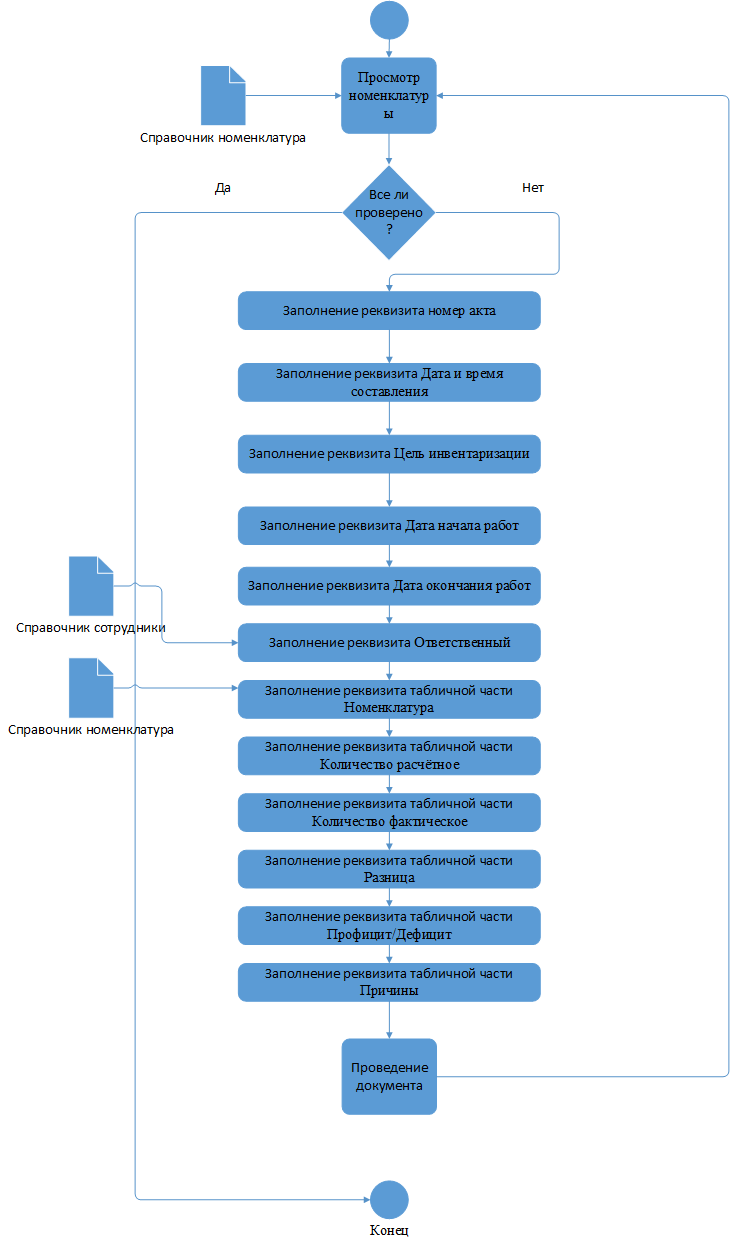 Просмотр
номенклатур
ы
Справочник номенклатура
Да
Нет
Все ли
проверено
?
Заполнение реквизита номер акта
Заполнение реквизита Дата и время
составления
Заполнение реквизита Цель инвентаризации
Заполнение реквизита Дата начала работ
Заполнение реквизита Дата окончания работ
Справочник сотрудники
Заполнение реквизита Ответственный
Заполнение реквизита табличной части
Номенклатура
Справочник номенклатура
Заполнение реквизита табличной части
Количество расчётное
Заполнение реквизита табличной части
Количество фактическое
Заполнение реквизита табличной части
Разница
Заполнение реквизита табличной части
Профицит/Дефицит
Заполнение реквизита табличной части
Причины
Проведение
документа
Конец